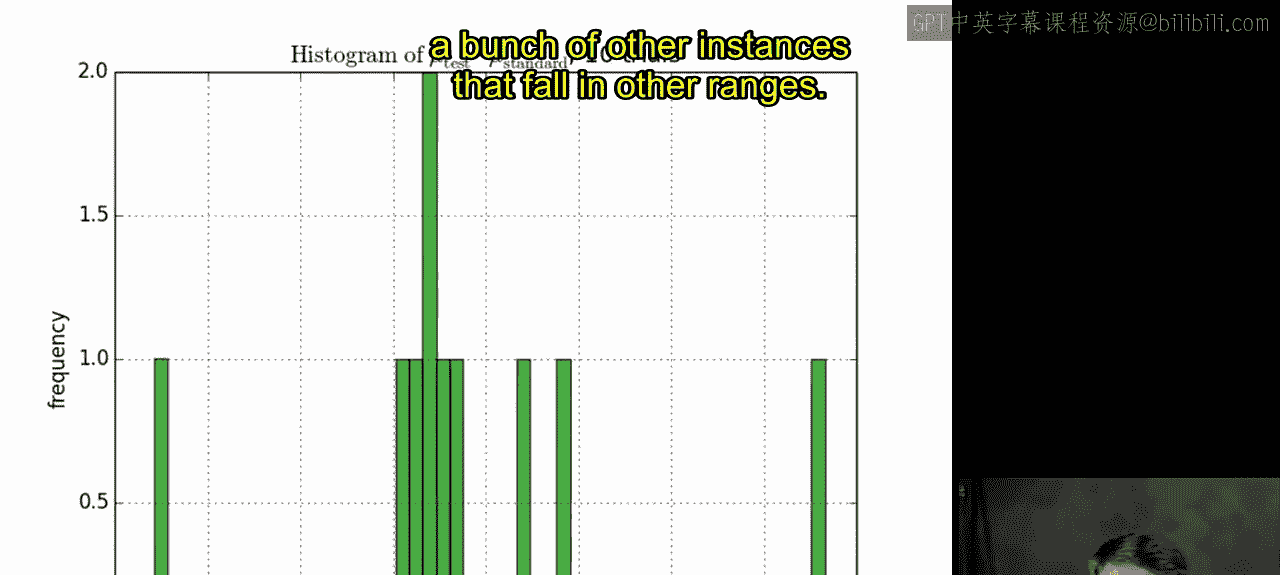 GPT中英字幕课程资源@bilibili.com
a bunch of other instances
that fall in other ranges.
Histogram of
2.0
1.5
1.0
0.5
frequency